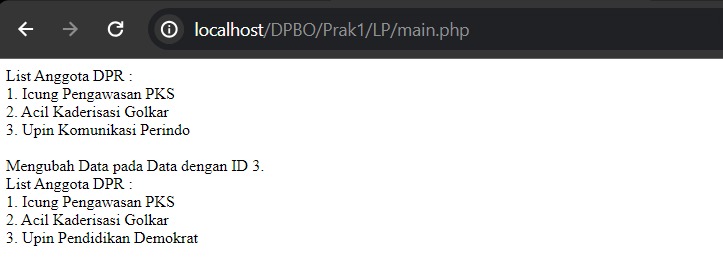 localhost/DPBO/Prak1/LP/main.php
List Anggota DPR :
1. Icung Pengawasan PKS
2. Acil Kaderisasi Golkar
3. Upin Komunikasi Perindo
Mengubah Data pada Data dengan ID 3.
List Anggota DPR :
1. Icung Pengawasan PKS
2. Acil Kaderisasi Golkar
3. Upin Pendidikan Demokrat